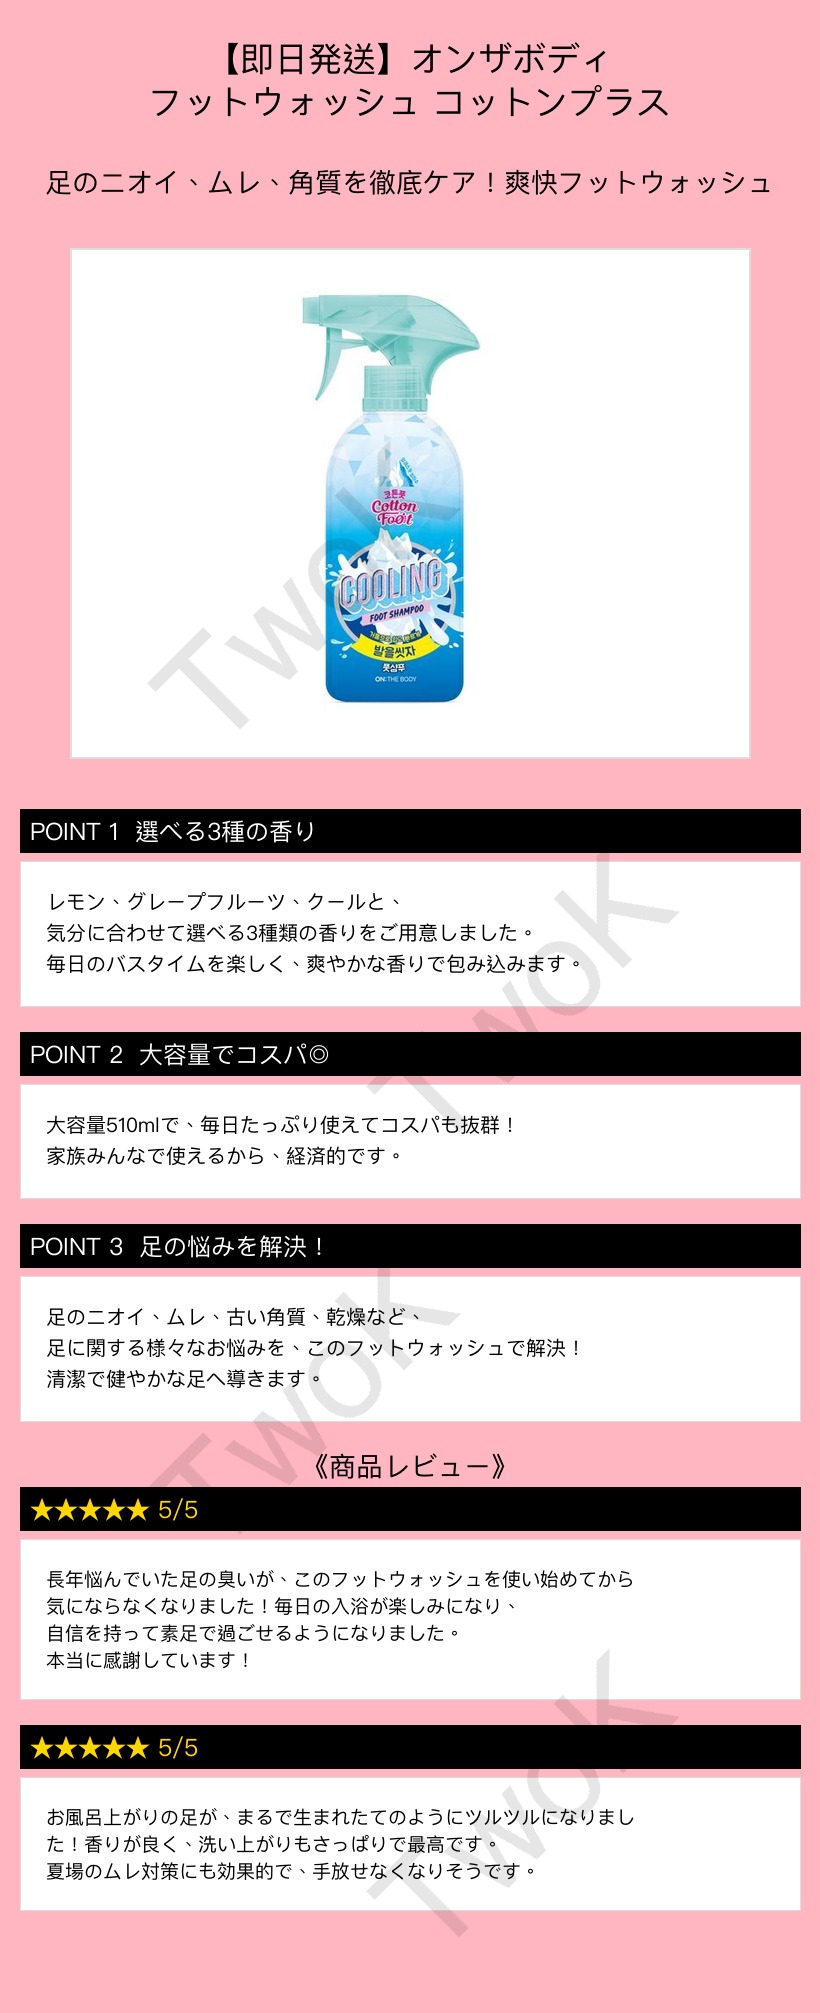 【即日発送】オンザボディ
フットウォッシュ コットンプラス
足のニオイ、ムレ、角質を徹底ケア！爽快フットウォッシュ
코튼풋
Cotton
Foot
COOLING
FOOT SHAMPOO
발을씻자
풋샴푸
ON:THE BODY
TwoK
POINT 1 選べる3種の香り
レモン、グレープフルーツ、クールと、
気分に合わせて選べる3種類の香りをご用意しました。
毎日のバスタイムを楽しく、爽やかな香りで包み込みます。
TwoK
POINT 2 大容量でコスパ◎
大容量510mlで、毎日たっぷり使えてコスパも抜群！
家族みんなで使えるから、経済的です。
POINT 3 足の悩みを解決！
足のニオイ、ムレ、古い角質、乾燥など、
足に関する様々なお悩みを、このフットウォッシュで解決！
清潔で健やかな足へ導きます。
TwoK
《商品レビュー》
★★★★★ 5/5
長年悩んでいた足の臭いが、このフットウォッシュを使い始めてから
気にならなくなりました！毎日の入浴が楽しみになり、
自信を持って素足で過ごせるようになりました。
本当に感謝しています！
★★★★★ 5/5
お風呂上がりの足が、まるで生まれたてのようにツルツルになりまし
た！香りが良く、洗い上がりもさっぱりで最高です。
夏場のムレ対策にも効果的で、手放せなくなりそうです。
TwoK